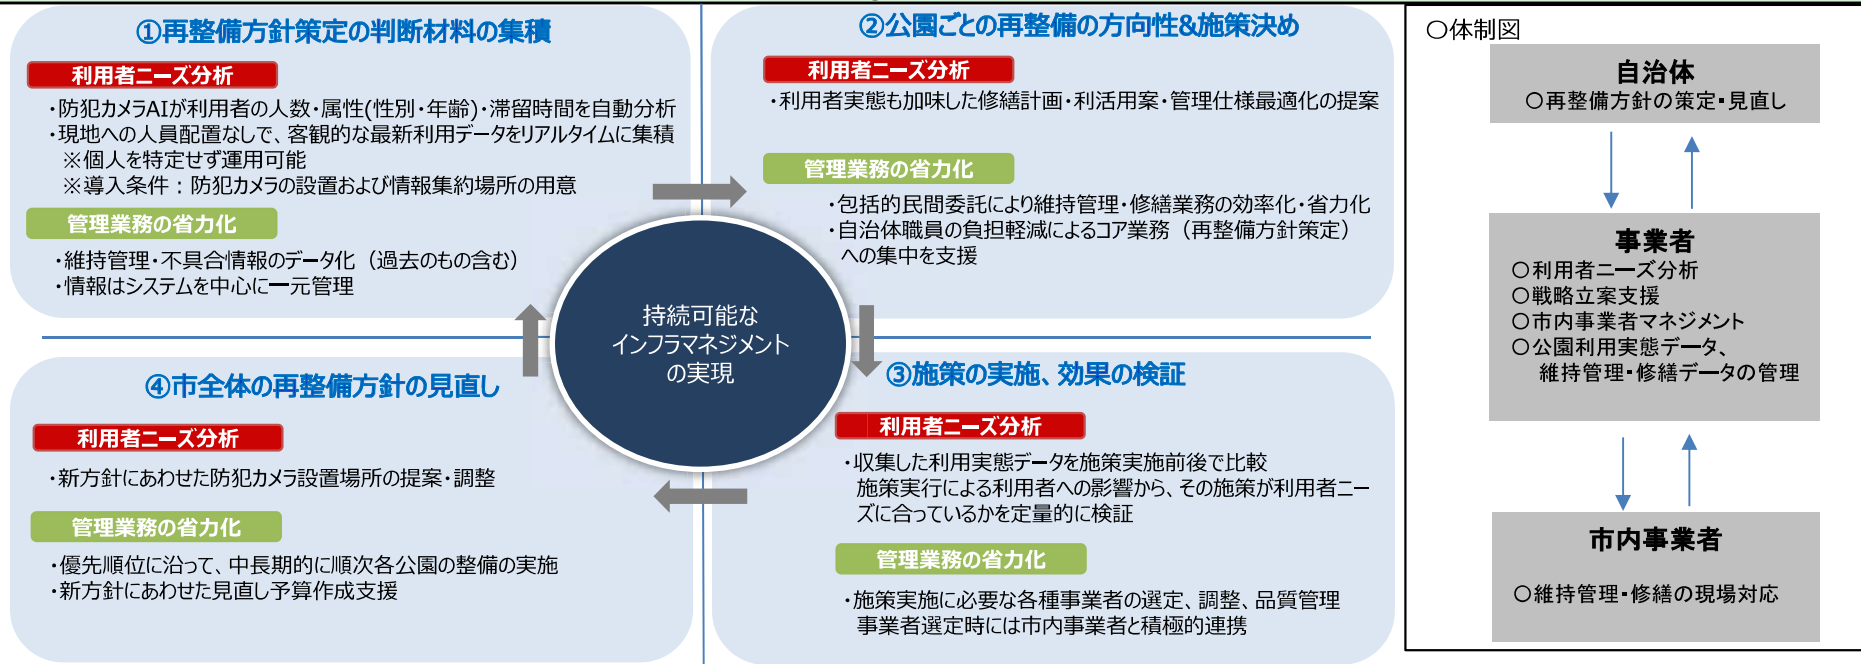 ①再整備方針策定の判断材料の集積
利用者ニーズ分析
・防犯カメラAIが利用者の人数・属性(性別・年齢)・滞留時間を自動分析
・現地への人員配置なしで、客観的な最新利用データをリアルタイムに集積
※個人を特定せず運用可能
※導入条件：防犯カメラの設置および情報集約場所の用意
管理業務の省力化
・維持管理・不具合情報のデータ化（過去のもの含む）
・情報はシステムを中心に一元管理
②公園ごとの再整備の方向性&施策決め
利用者ニーズ分析
・利用者実態も加味した修繕計画・利活用案・管理仕様最適化の提案
管理業務の省力化
・包括的民間委託により維持管理・修繕業務の効率化・省力化
・自治体職員の負担軽減によるコア業務（再整備方針策定）
への集中を支援
持続可能な
インフラマネジメント
の実現
③施策の実施、効果の検証
利用者ニーズ分析
・収集した利用実態データを施策実施前後で比較
施策実行による利用者への影響から、その施策が利用者ニー
ズに合っているかを定量的に検証
管理業務の省力化
・施策実施に必要な各種事業者の選定、調整、品質管理
事業者選定時には市内事業者と積極的連携
④市全体の再整備方針の見直し
利用者ニーズ分析
・新方針にあわせた防犯カメラ設置場所の提案・調整
管理業務の省力化
・優先順位に沿って、中長期的に順次各公園の整備の実施
・新方針にあわせた見直し予算作成支援
〇体制図
自治体
〇再整備方針の策定・見直し
事業者
〇利用者ニーズ分析
〇戦略立案支援
〇市内事業者マネジメント
〇公園利用実態データ、
維持管理・修繕データの管理
市内事業者
〇維持管理・修繕の現場対応